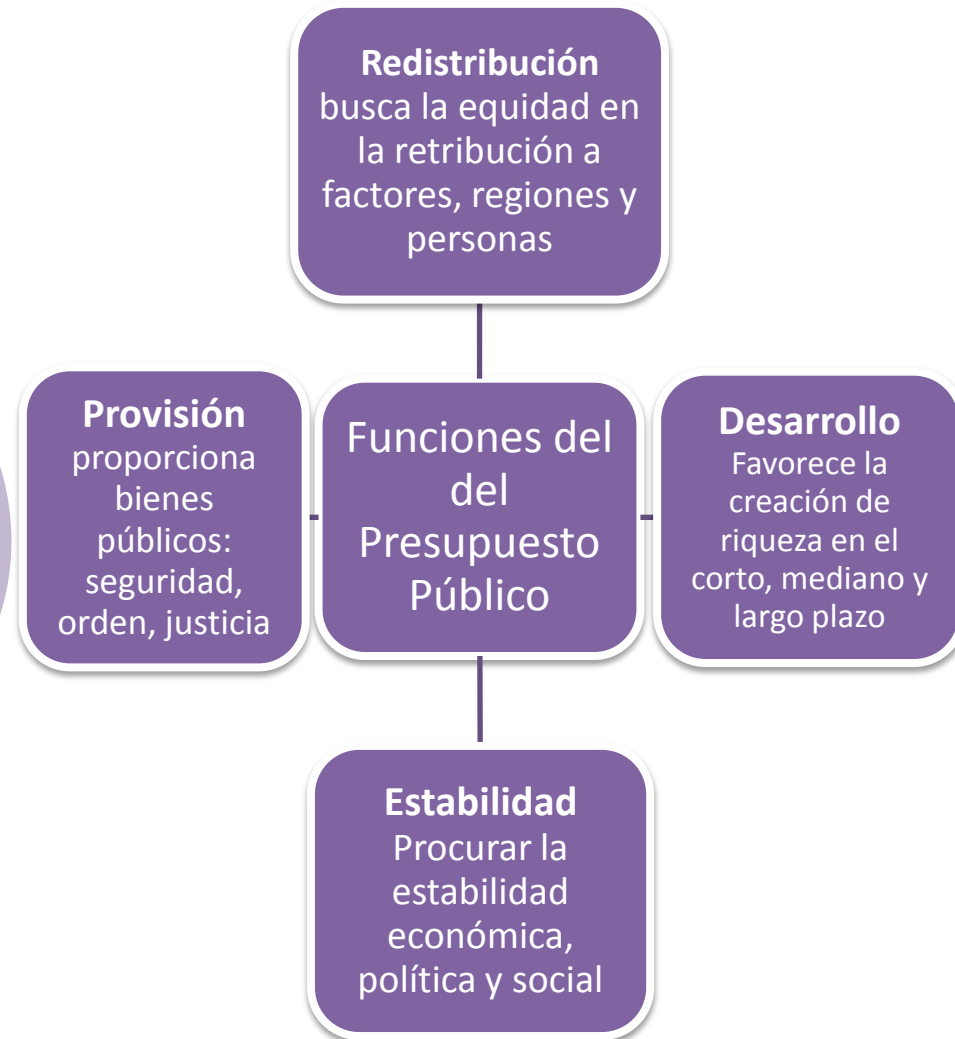 Redistribución
busca la equidad en
la retribución a
factores, regiones y
personas
Provisión
proporciona
bienes
públicos:
seguridad,
orden, justicia
Funciones del
del
Presupuesto
Público
Desarrollo
Favorece la
creación de
riqueza en el
corto, mediano y
largo plazo
Estabilidad
Procurar la
estabilidad
económica,
política y social